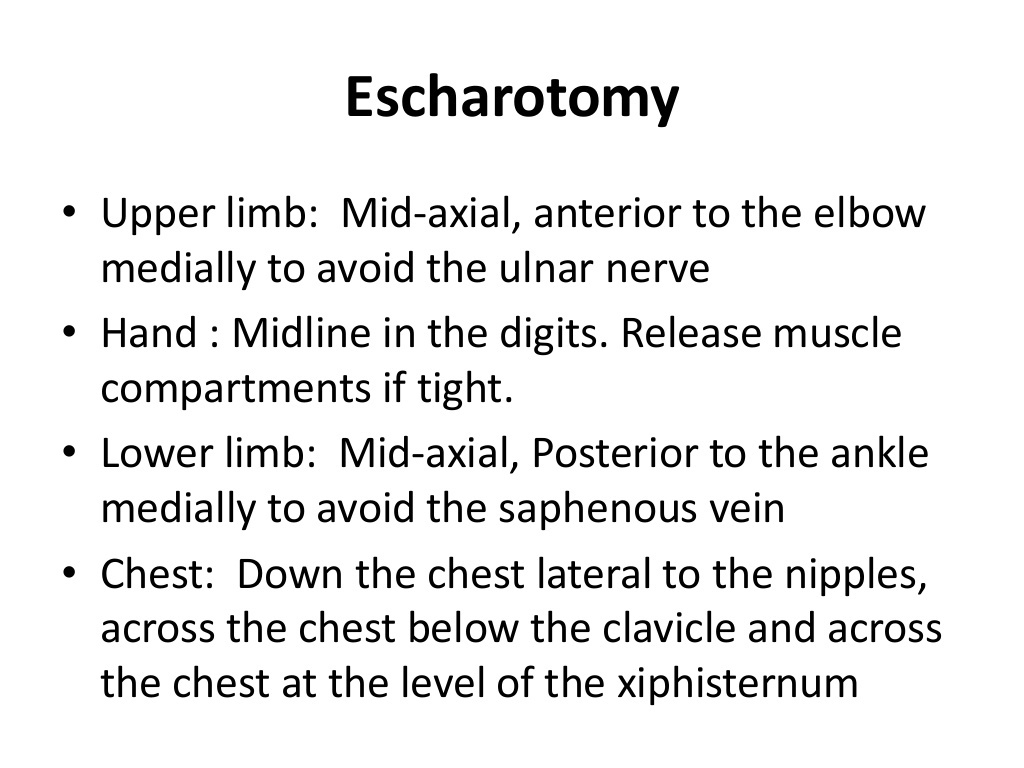 Escharotomy
• Upper limb:  Mid-axial, anterior to the elbow
medially to avoid the ulnar nerve
• Hand : Midline in the digits. Release muscle
compartments if tight.
• Lower limb:  Mid-axial, Posterior to the ankle
medially to avoid the saphenous vein
• Chest:  Down the chest lateral to the nipples,
across the chest below the clavicle and across
the chest at the level of the xiphisternum